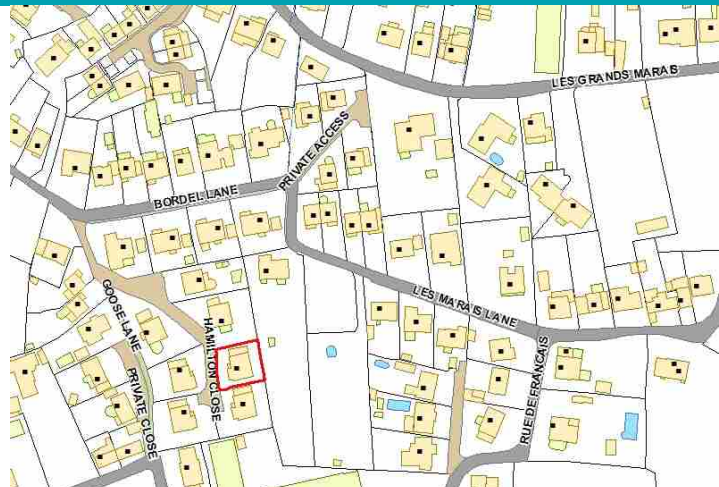 LES GRANDS MARAIS
PRIVATE ACCESS
BORDEL LANE
LES MARAIS LANE
GOOSE LANE
HAMILTON CLOSE
PRIVATE CLOSE
RUE DE FRANCAIS